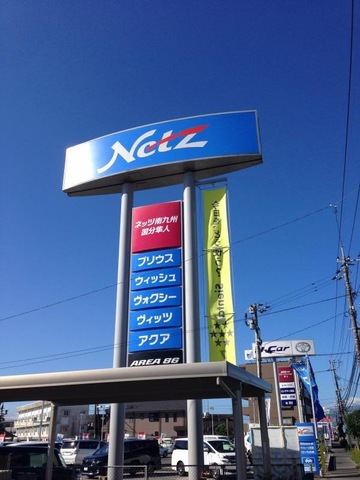 Netz
ネッツ南九州
国分隼人
プリウス
ウィッシュ
ヴォクシー
ヴィッツ
アクア
AREA 86
Sienta
Car